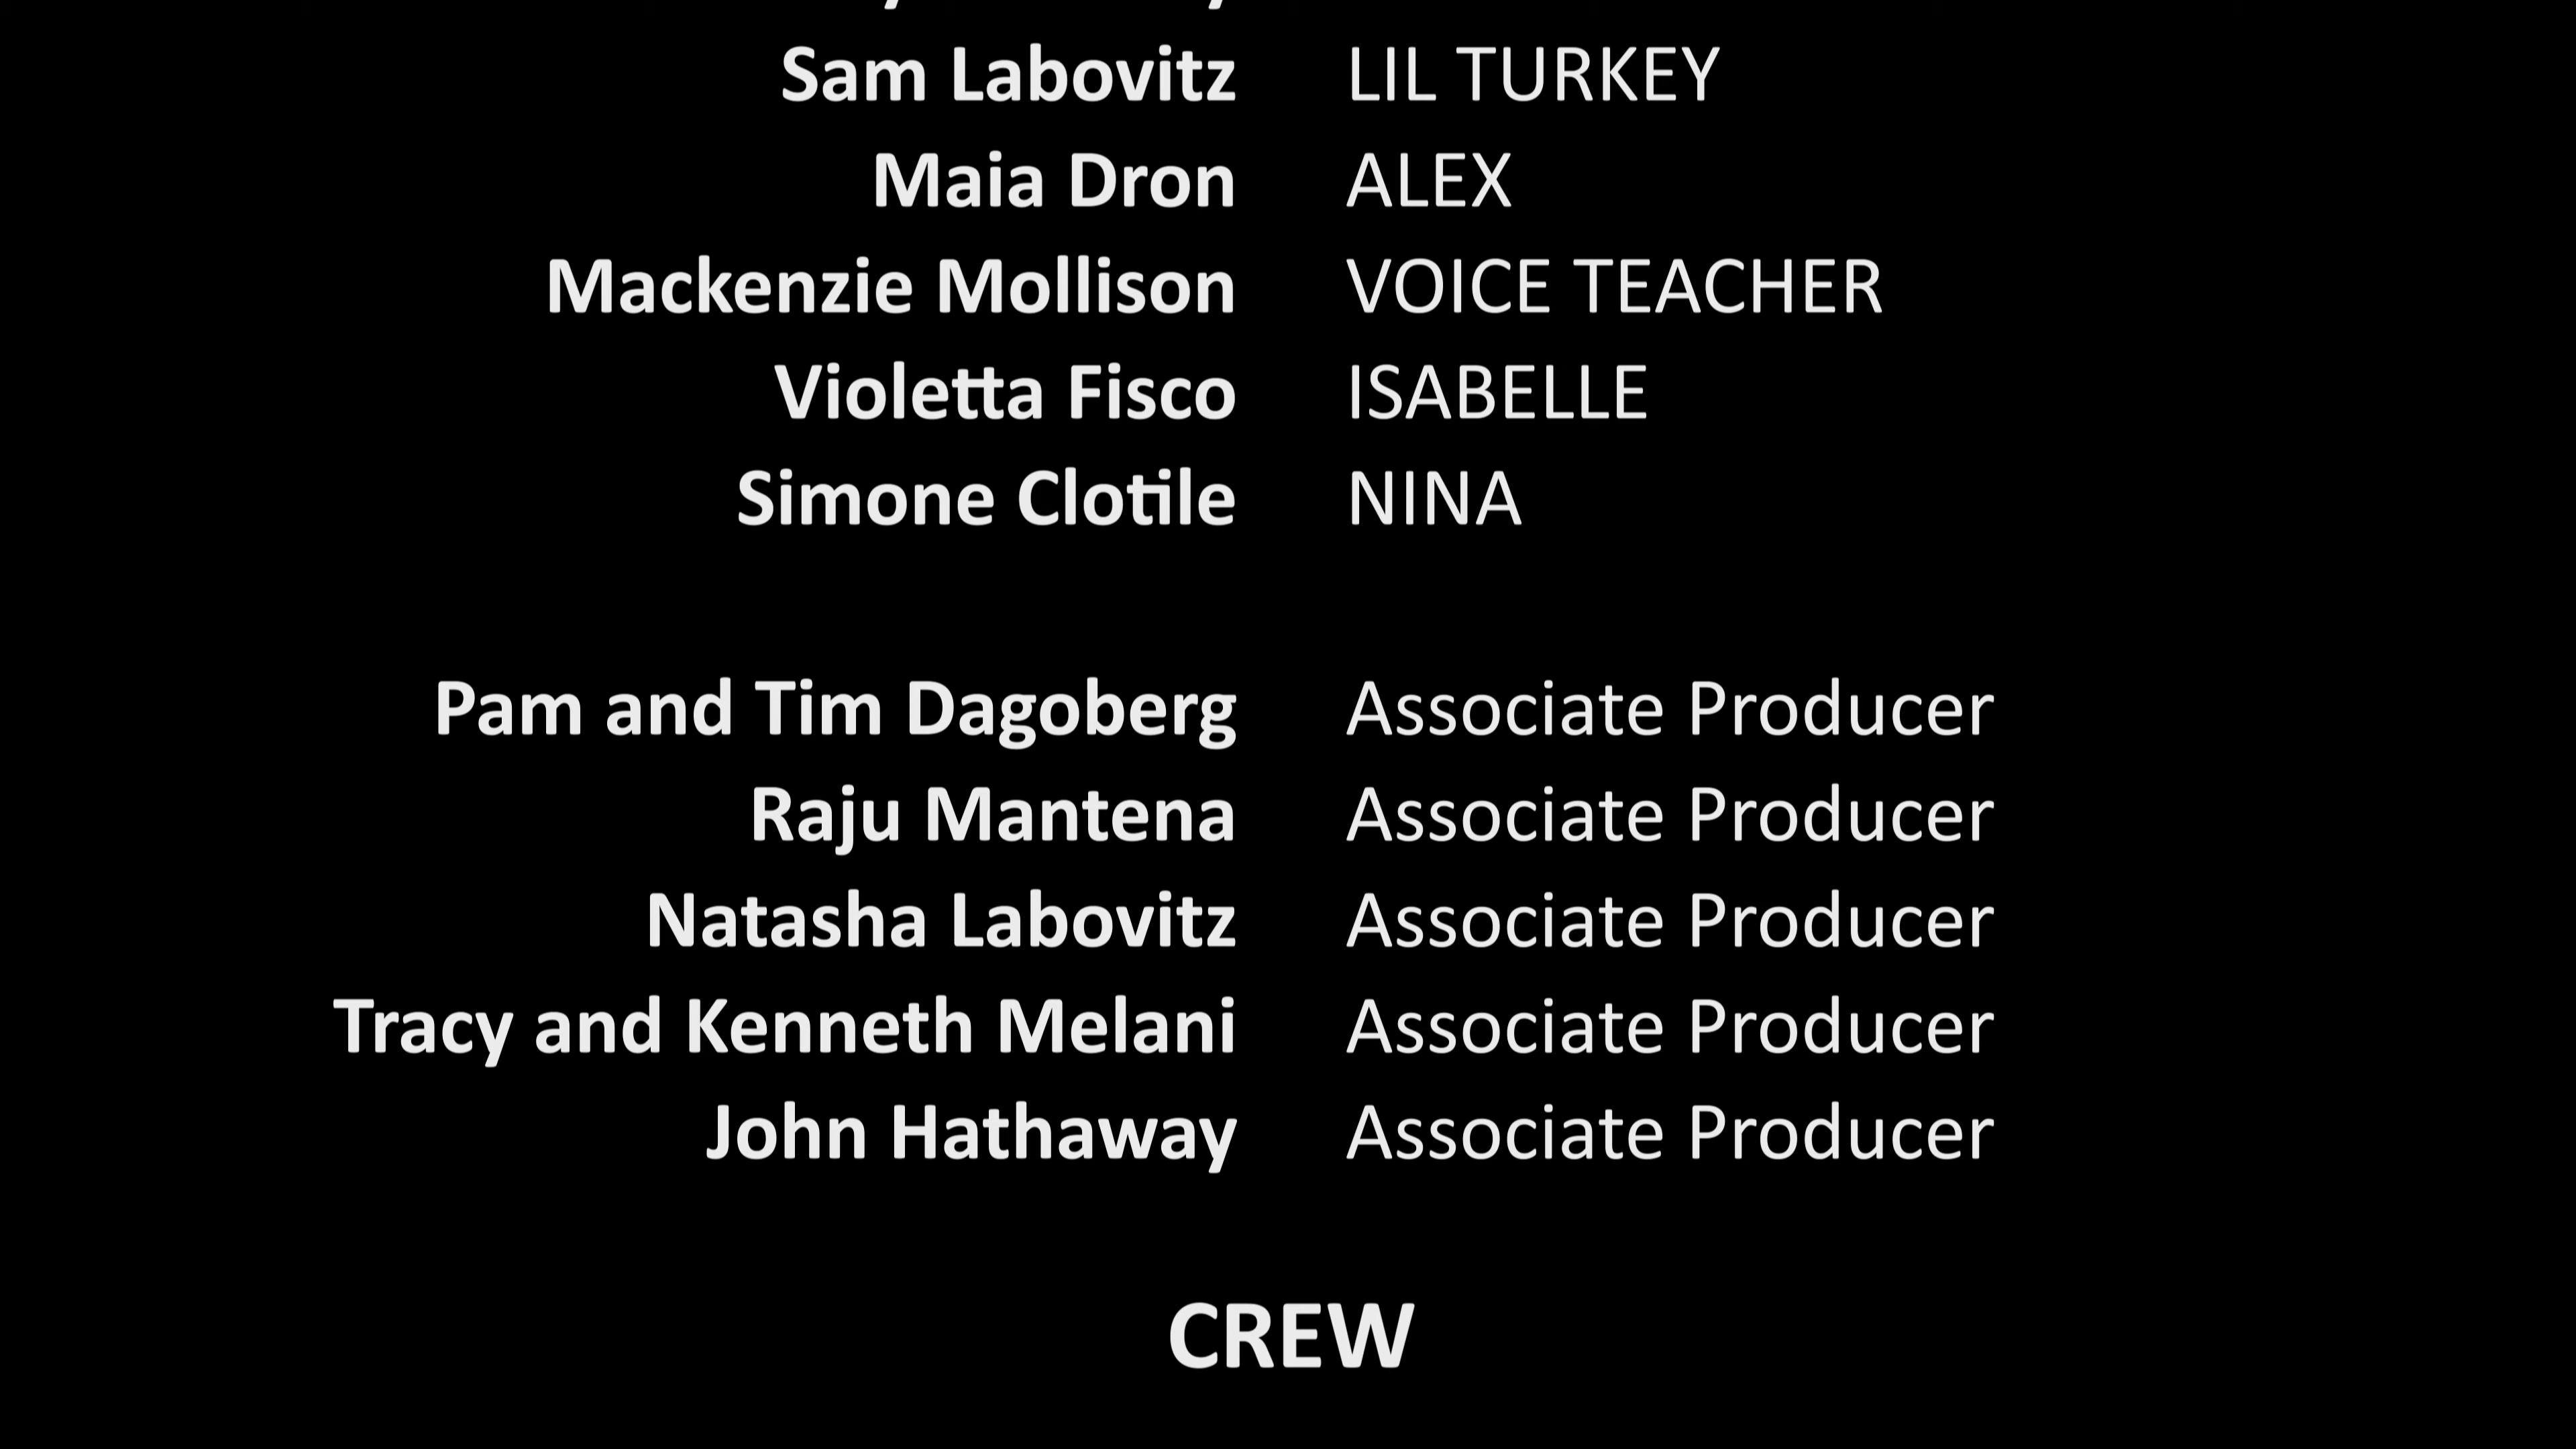 Sam Labovitz LIL TURKEY
Maia Dron ALEX
Mackenzie Mollison VOICE TEACHER
Violetta Fisco ISABELLE
Simone Clotile NINA
Pam and Tim Dagoberg Associate Producer
Raju Mantena Associate Producer
Natasha Labovitz Associate Producer
Tracy and Kenneth Melani Associate Producer
John Hathaway Associate Producer
CREW